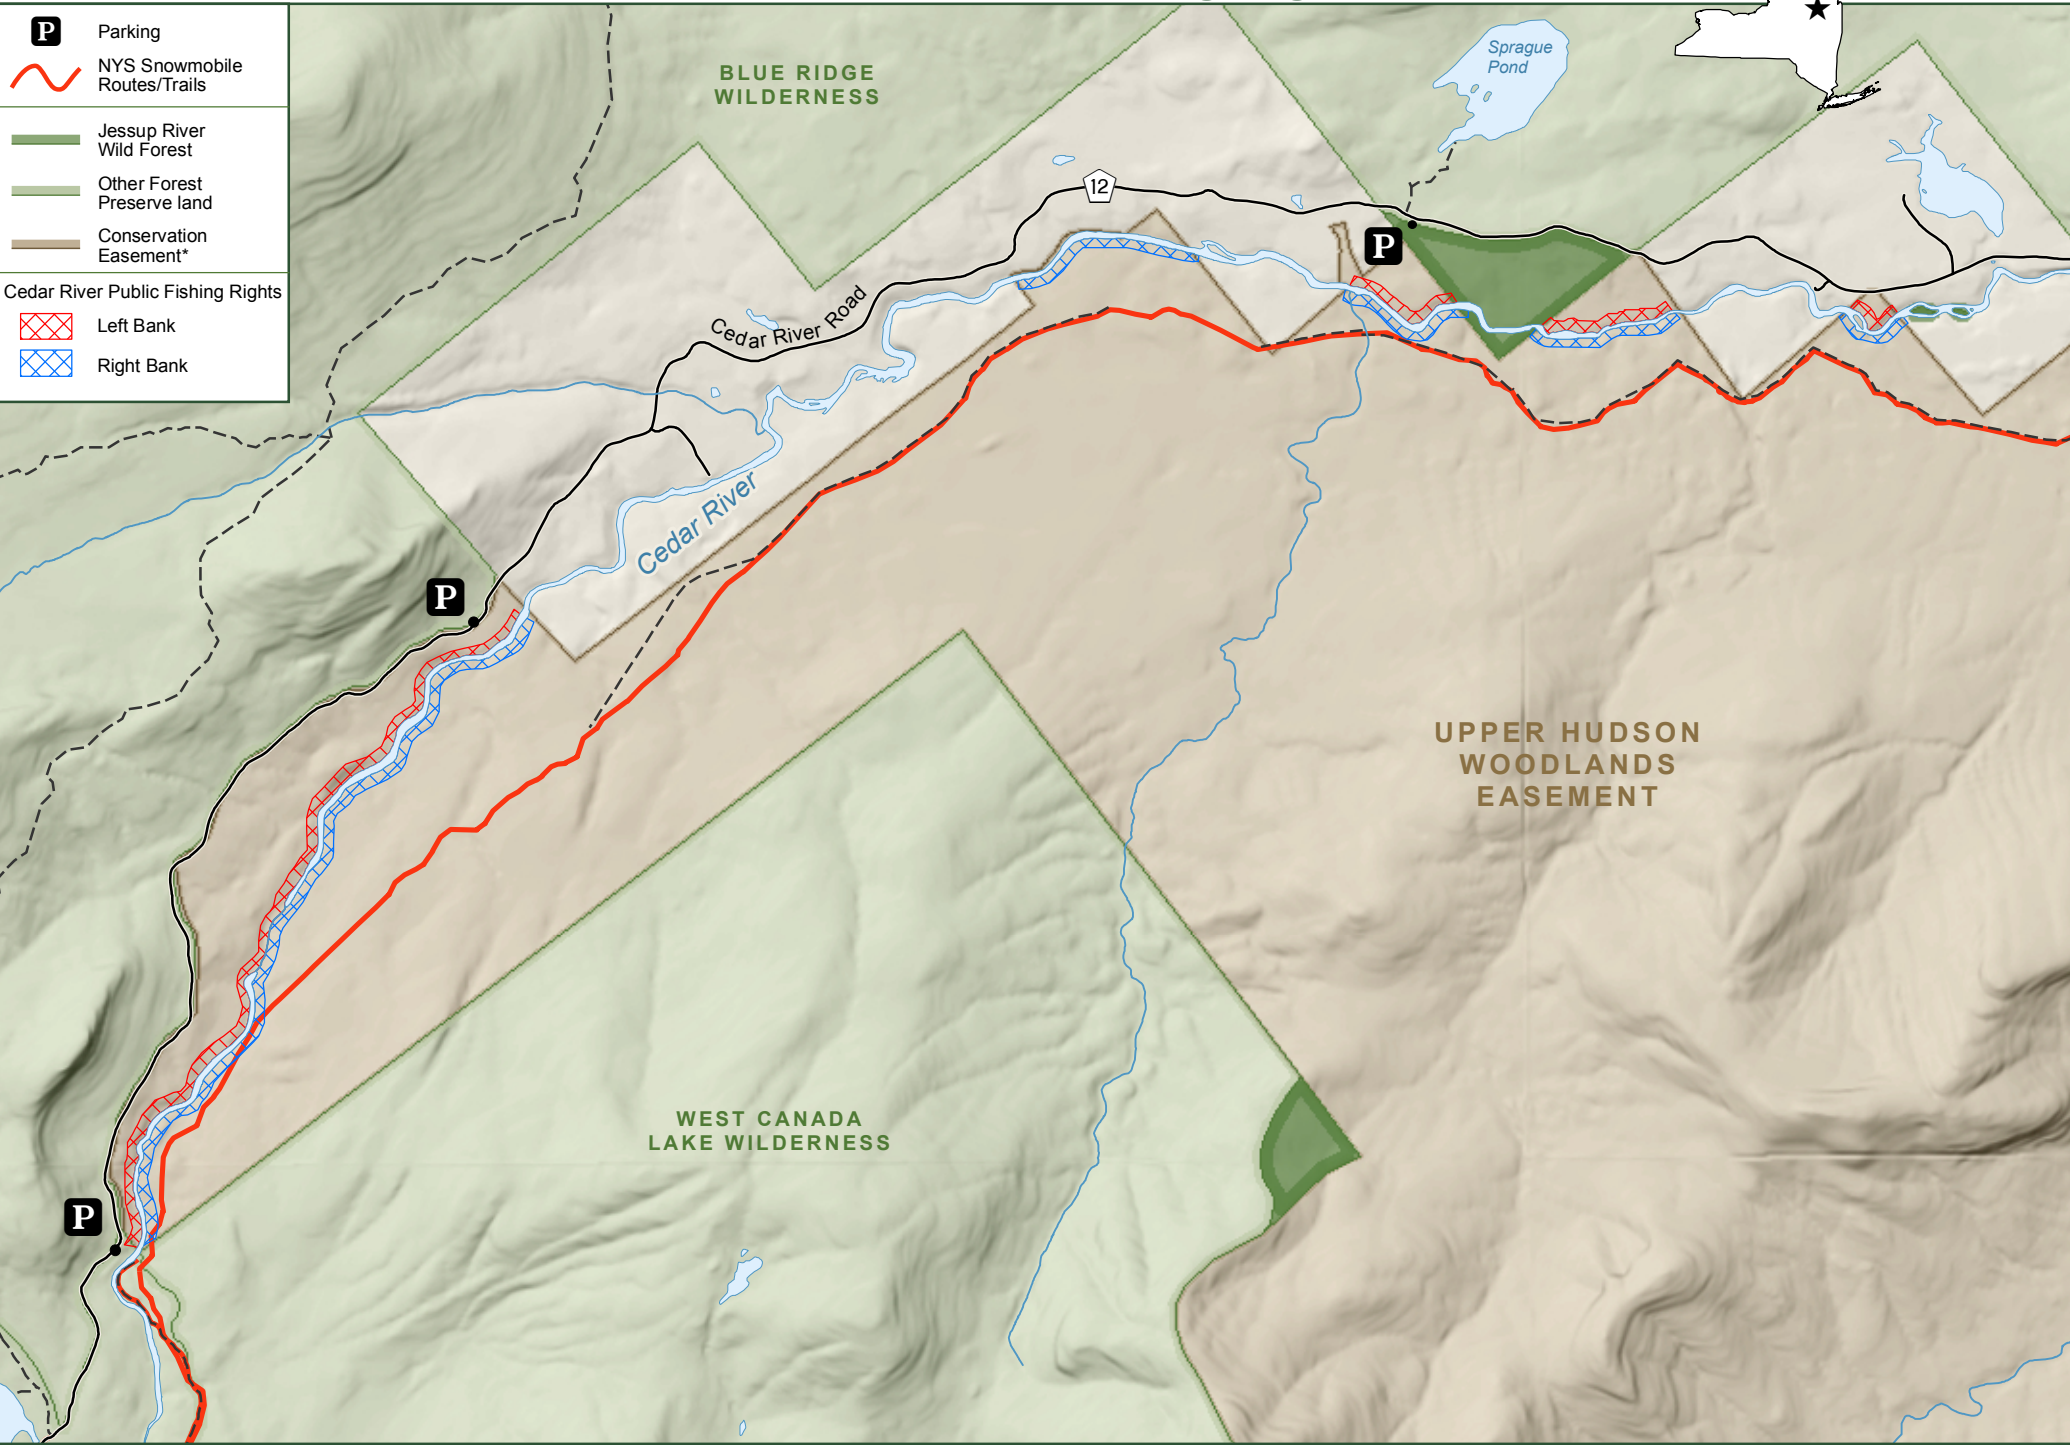 P Parking
NYS Snowmobile
Routes/Trails
Jessup River
Wild Forest
Other Forest
Preserve land
Conservation
Easement*
Cedar River Public Fishing Rights
Left Bank
Right Bank
BLUE RIDGE
WILDERNESS
Sprague
Pond
12
P
Cedar River Road
Cedar River
P
UPPER HUDSON
WOODLANDS
EASEMENT
WEST CANADA
LAKE WILDERNESS
P